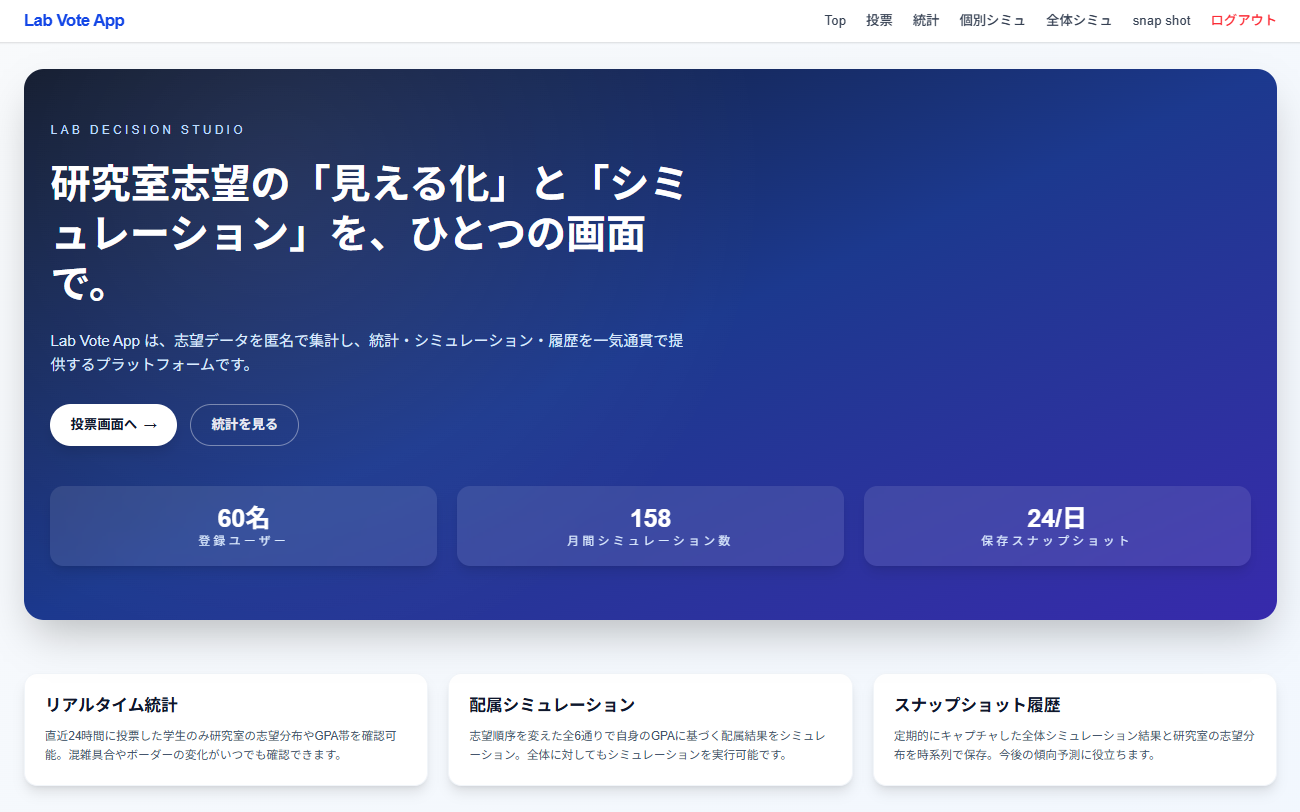 Lab Vote App
Top 投票 統計 個別シミュ 全体シミュ snap shot ログアウト
LAB DECISION STUDIO
研究室志望の「見える化」と「シミ
ュレーション」を、ひとつの画面
で。
Lab Vote App は、志望データを匿名で集計し、統計・シミュレーション・履歴を一気通貫で提
供するプラットフォームです。
投票画面へ →
統計を見る
60名
登録ユーザー
158
月間シミュレーション数
24/日
保存スナップショット
リアルタイム統計
直近24時間に投票した学生のみ研究室の志望分布やGPA帯を確認可
能。混雑具合やボーダーの変化がいつでも確認できます。
配属シミュレーション
志望順序を変えた全6通りで自身のGPAに基づく配属結果をシミュレ
ーション。全体に対してもシミュレーションを実行可能です。
スナップショット履歴
定期的にキャプチャした全体シミュレーション結果と研究室の志望分
布を時系列で保存。今後の傾向予測に役立ちます。